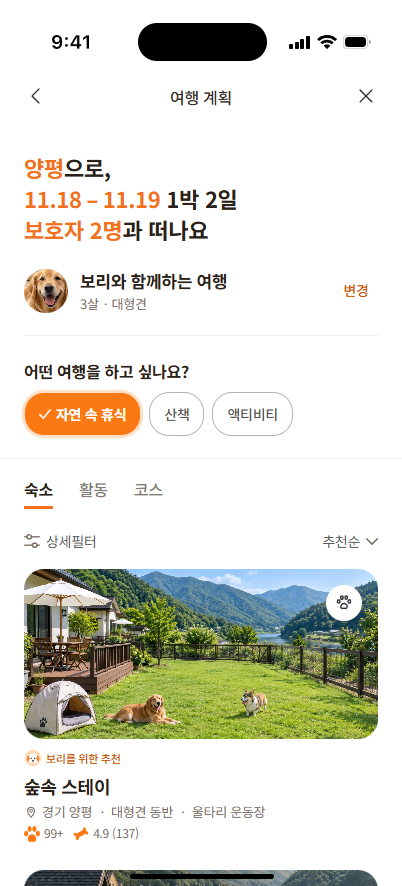 9:41
여행 계획
양평으로,
11.18 – 11.19 1박 2일
보호자 2명과 떠나요
보리와 함께하는 여행
변경
3살 · 대형견
어떤 여행을 하고 싶나요?
자연 속 휴식 산책 액티비티
숙소 활동 코스
상세필터 추천순
보리를 위한 추천
숲속 스테이
경기 양평 · 대형견 동반 · 울타리 운동장
99+ 4.9 (137)